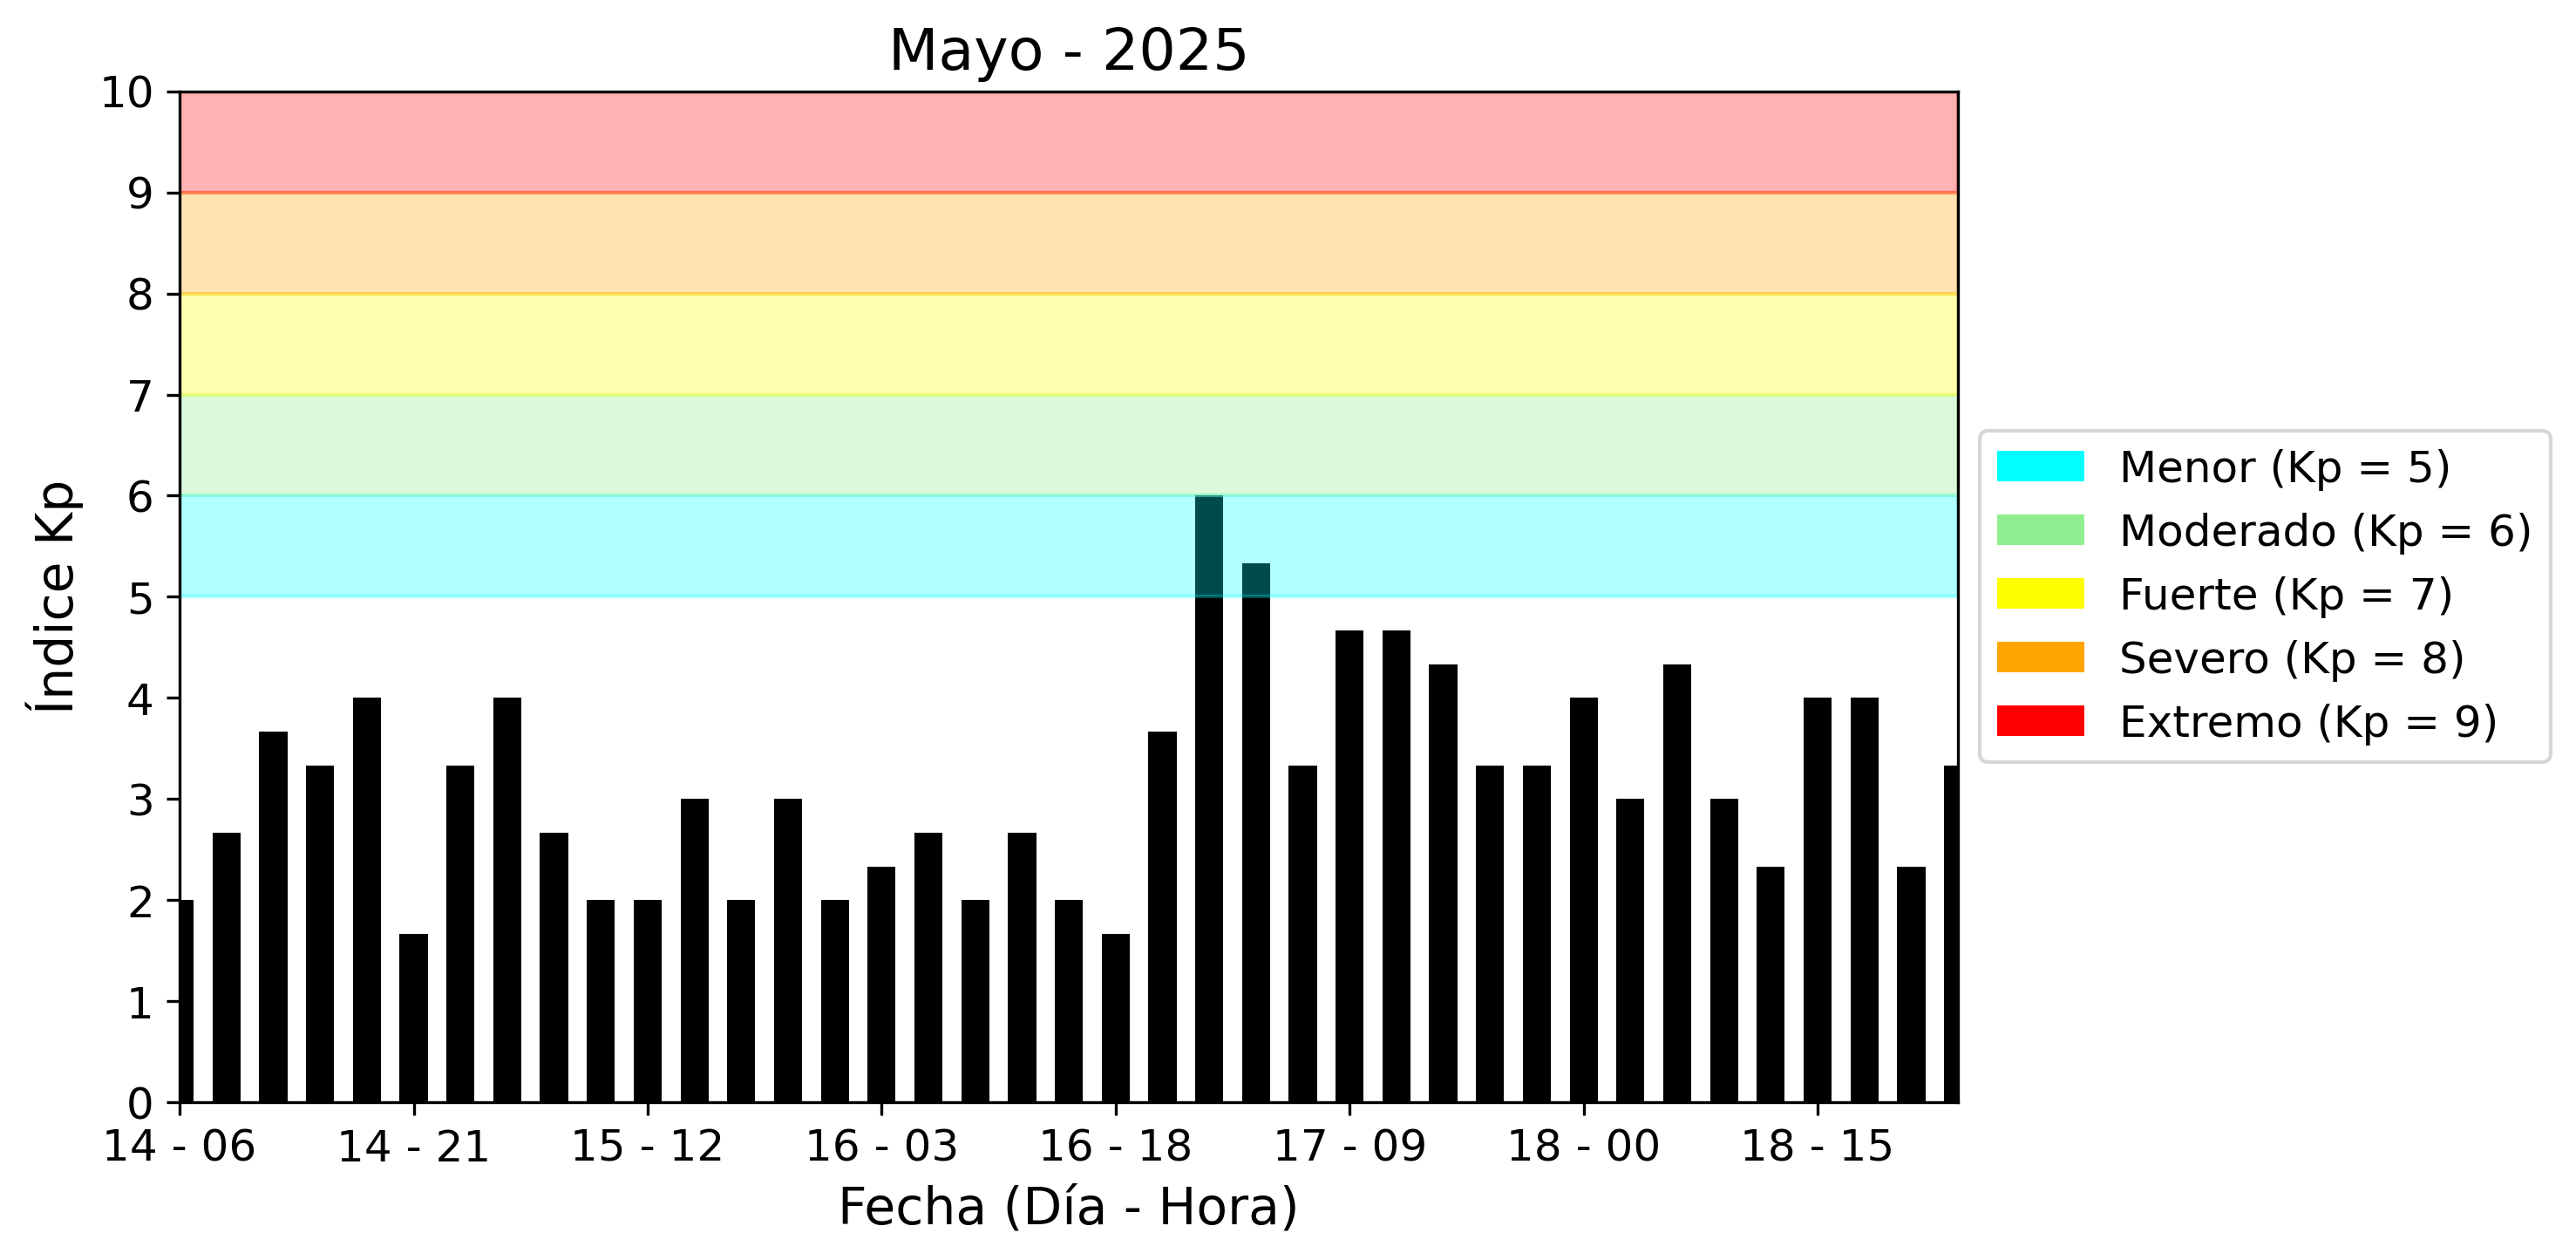 Mayo - 2025
10
9
8
7
6
5
4
3
2
1
0
Índice Kp
14 - 06
14 - 21
15 - 12
16 - 03
16 - 18
17 - 09
18 - 00
18 - 15
Fecha (Día - Hora)
Menor (Kp = 5)
Moderado (Kp = 6)
Fuerte (Kp = 7)
Severo (Kp = 8)
Extremo (Kp = 9)